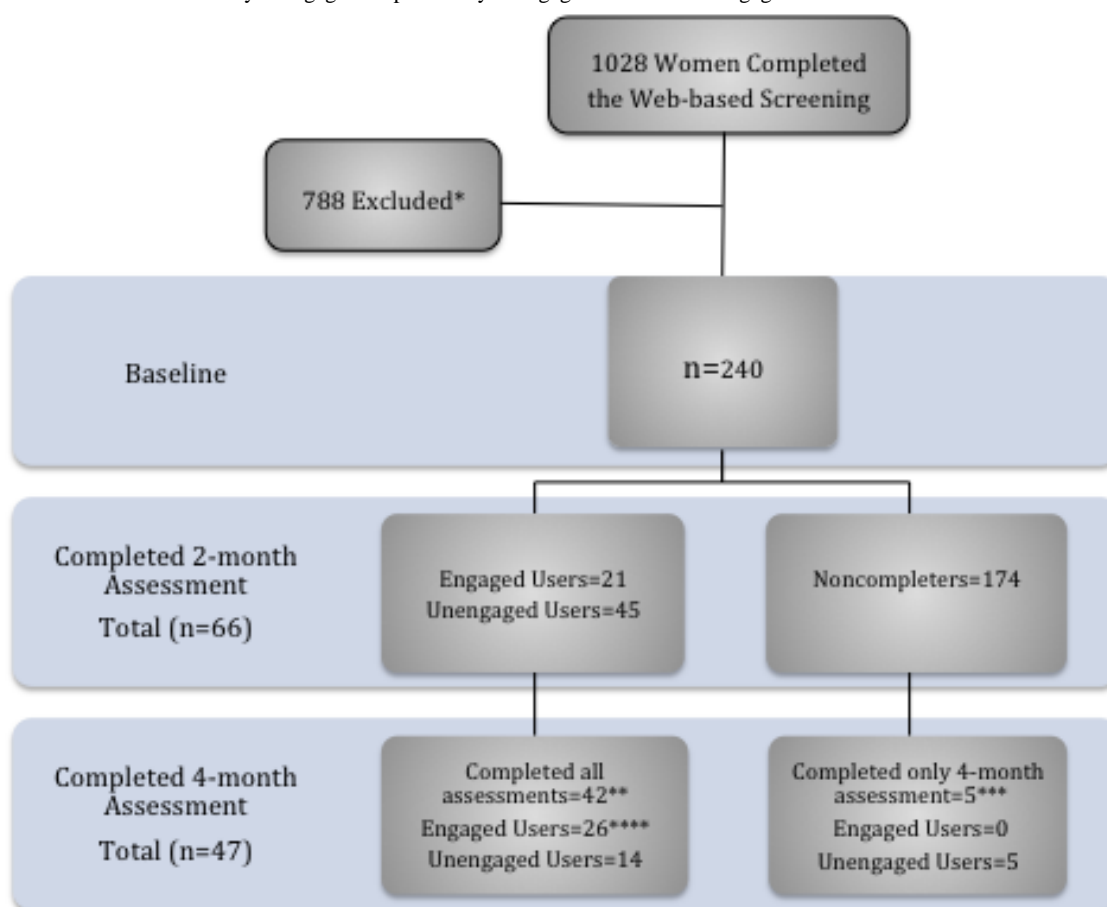 1028 Women Completed
the Web-based Screening
788 Excluded*
Baseline
n=240
Completed 2-month
Assessment
Total (n=66)
Engaged Users=21
Unengaged Users=45
Noncompleters=174
Completed 4-month
Assessment
Total (n=47)
Completed all
assessments=42**
Engaged Users=26****
Unengaged Users=14
Completed only 4-month
assessment=5***
Engaged Users=0
Unengaged Users=5